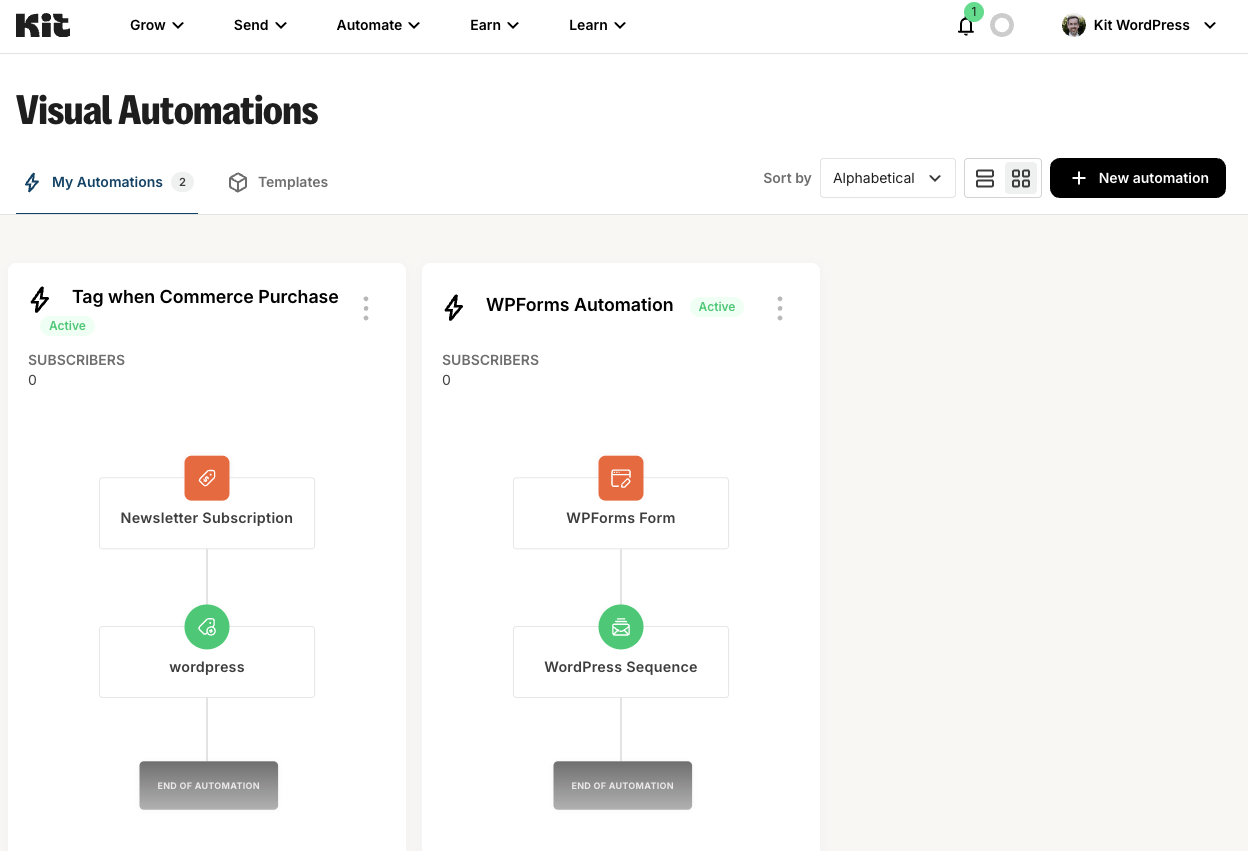 Kit
Grow
Send
Automate
Earn
Learn
1
Kit WordPress
Visual Automations
My Automations 2
Templates
Sort by
Alphabetical
New automation
Tag when Commerce Purchase
Active
SUBSCRIBERS
0
Newsletter Subscription
wordpress
END OF AUTOMATION
WPForms Automation Active
SUBSCRIBERS
0
WPForms Form
WordPress Sequence
END OF AUTOMATION